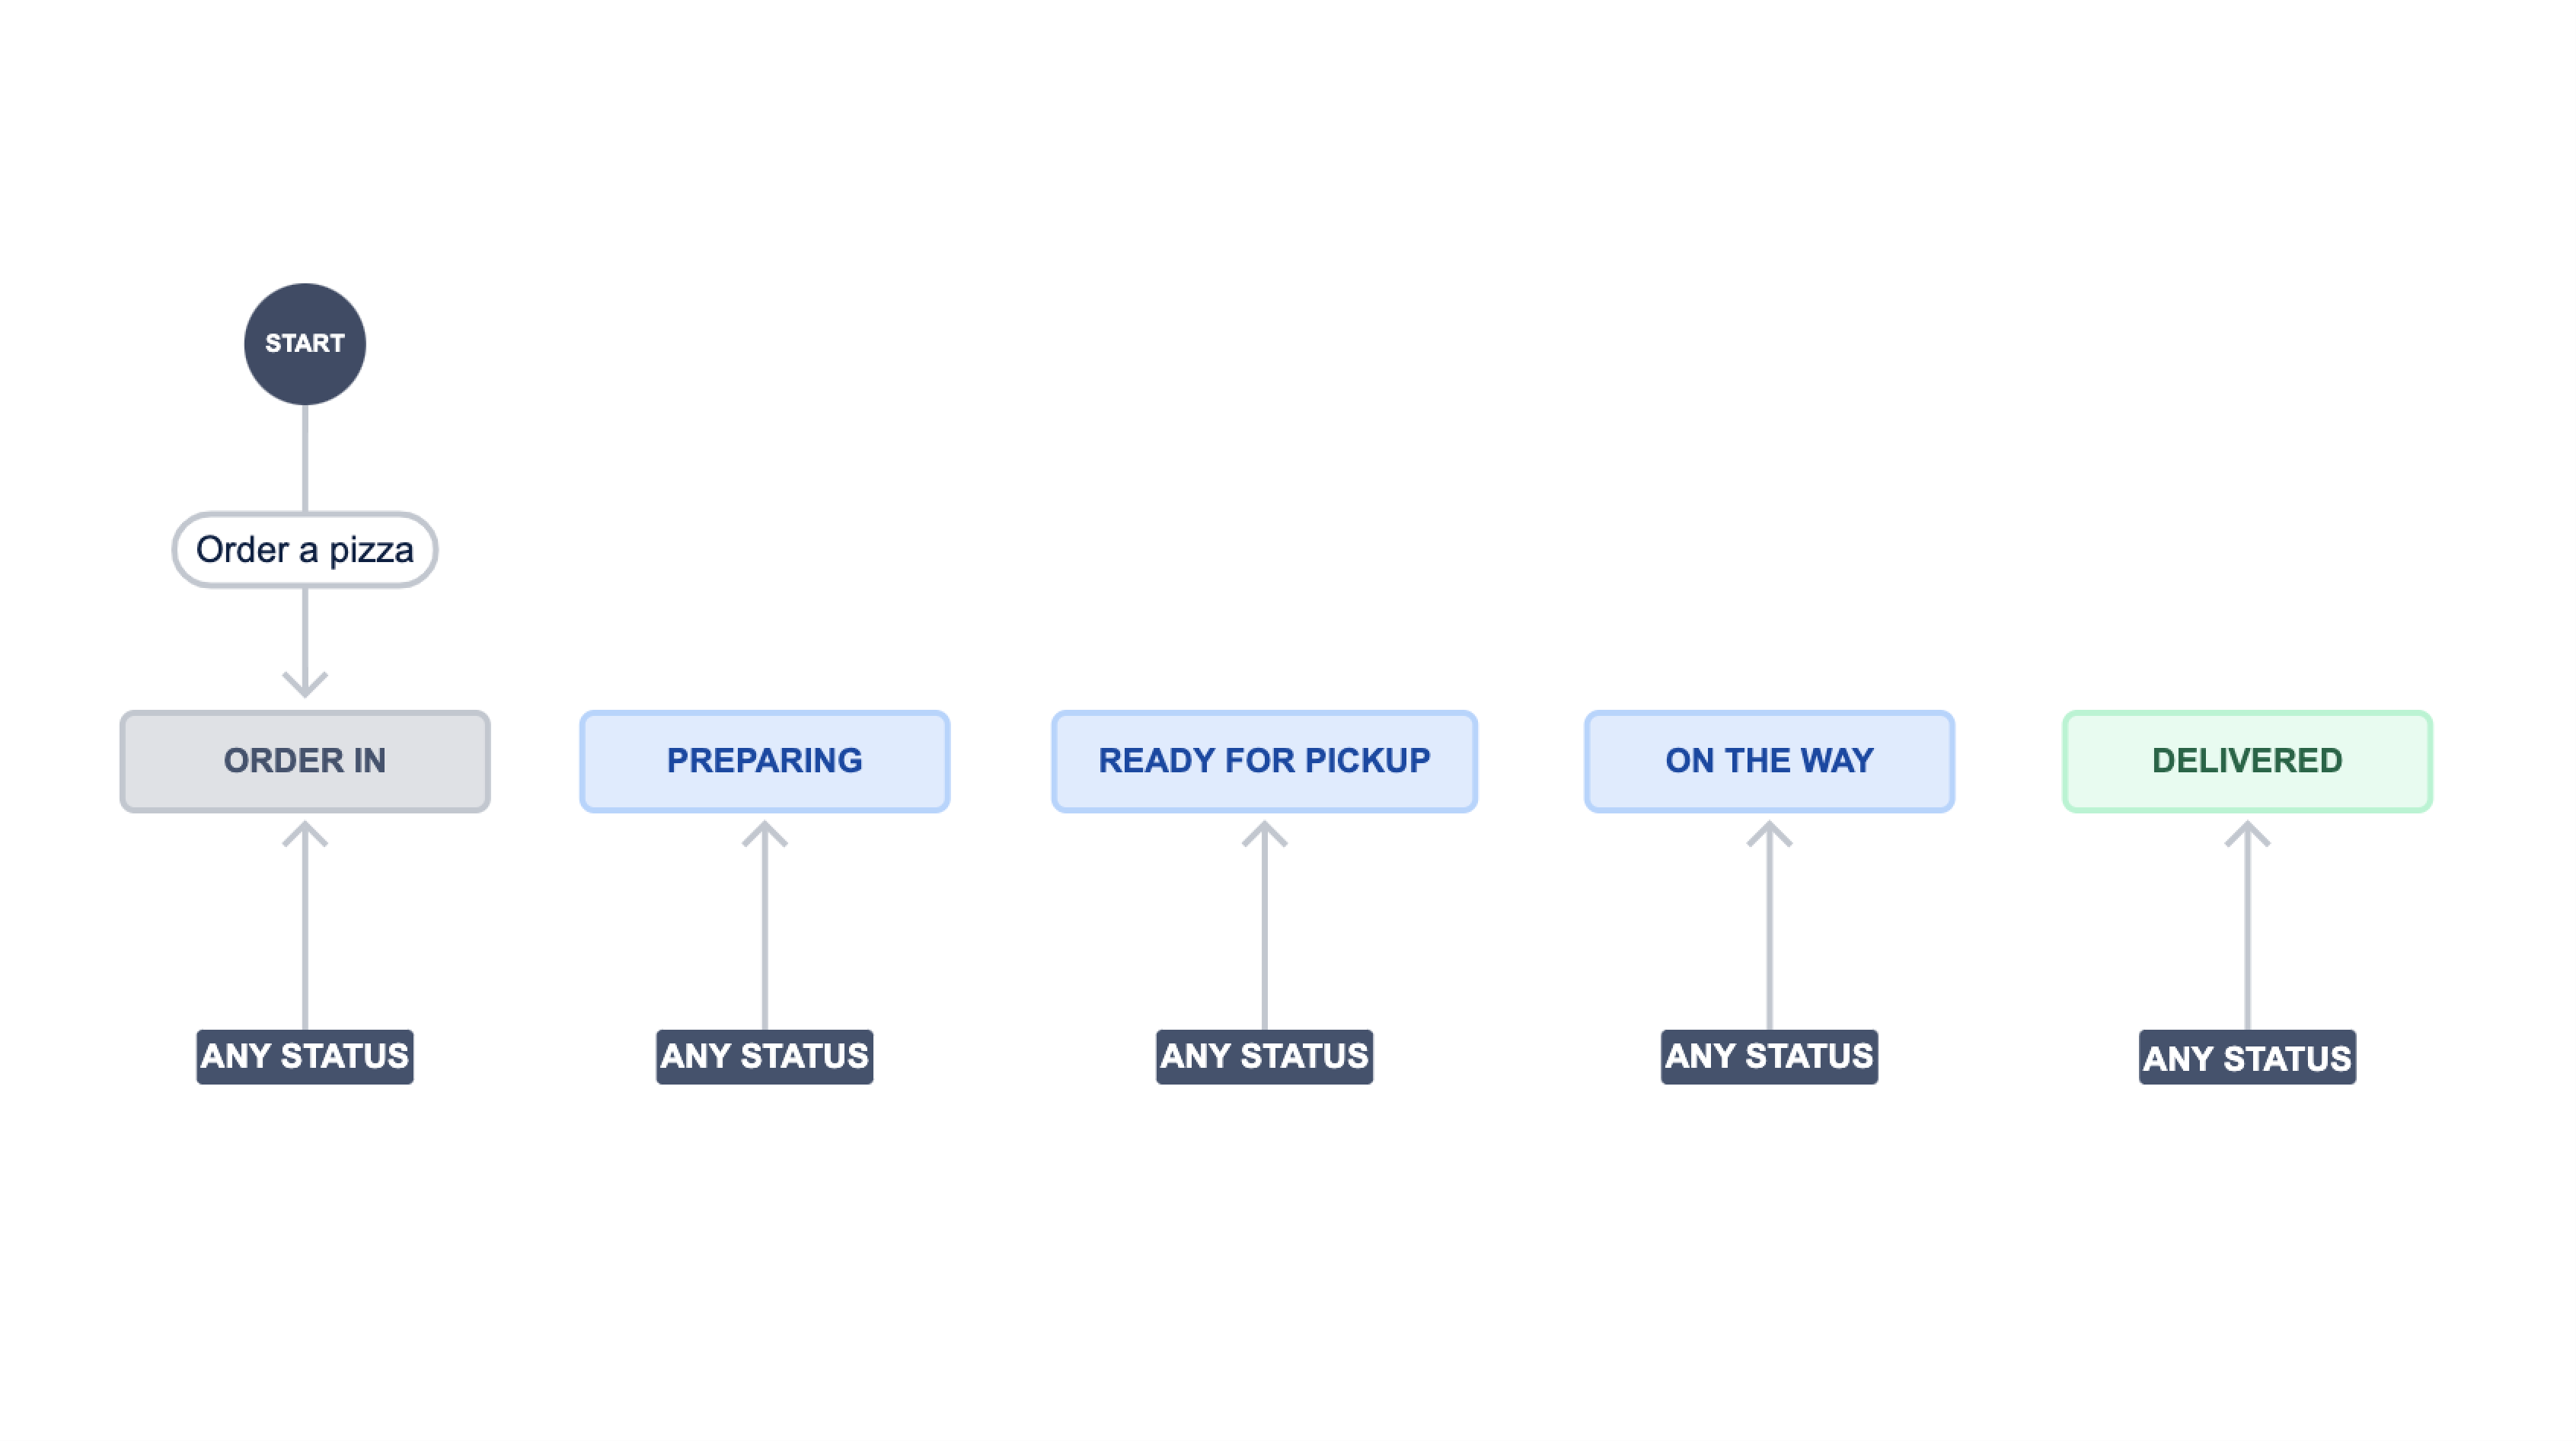 START
Order a pizza
ORDER IN
PREPARING
READY FOR PICKUP
ON THE WAY
DELIVERED
ANY STATUS
ANY STATUS
ANY STATUS
ANY STATUS
ANY STATUS